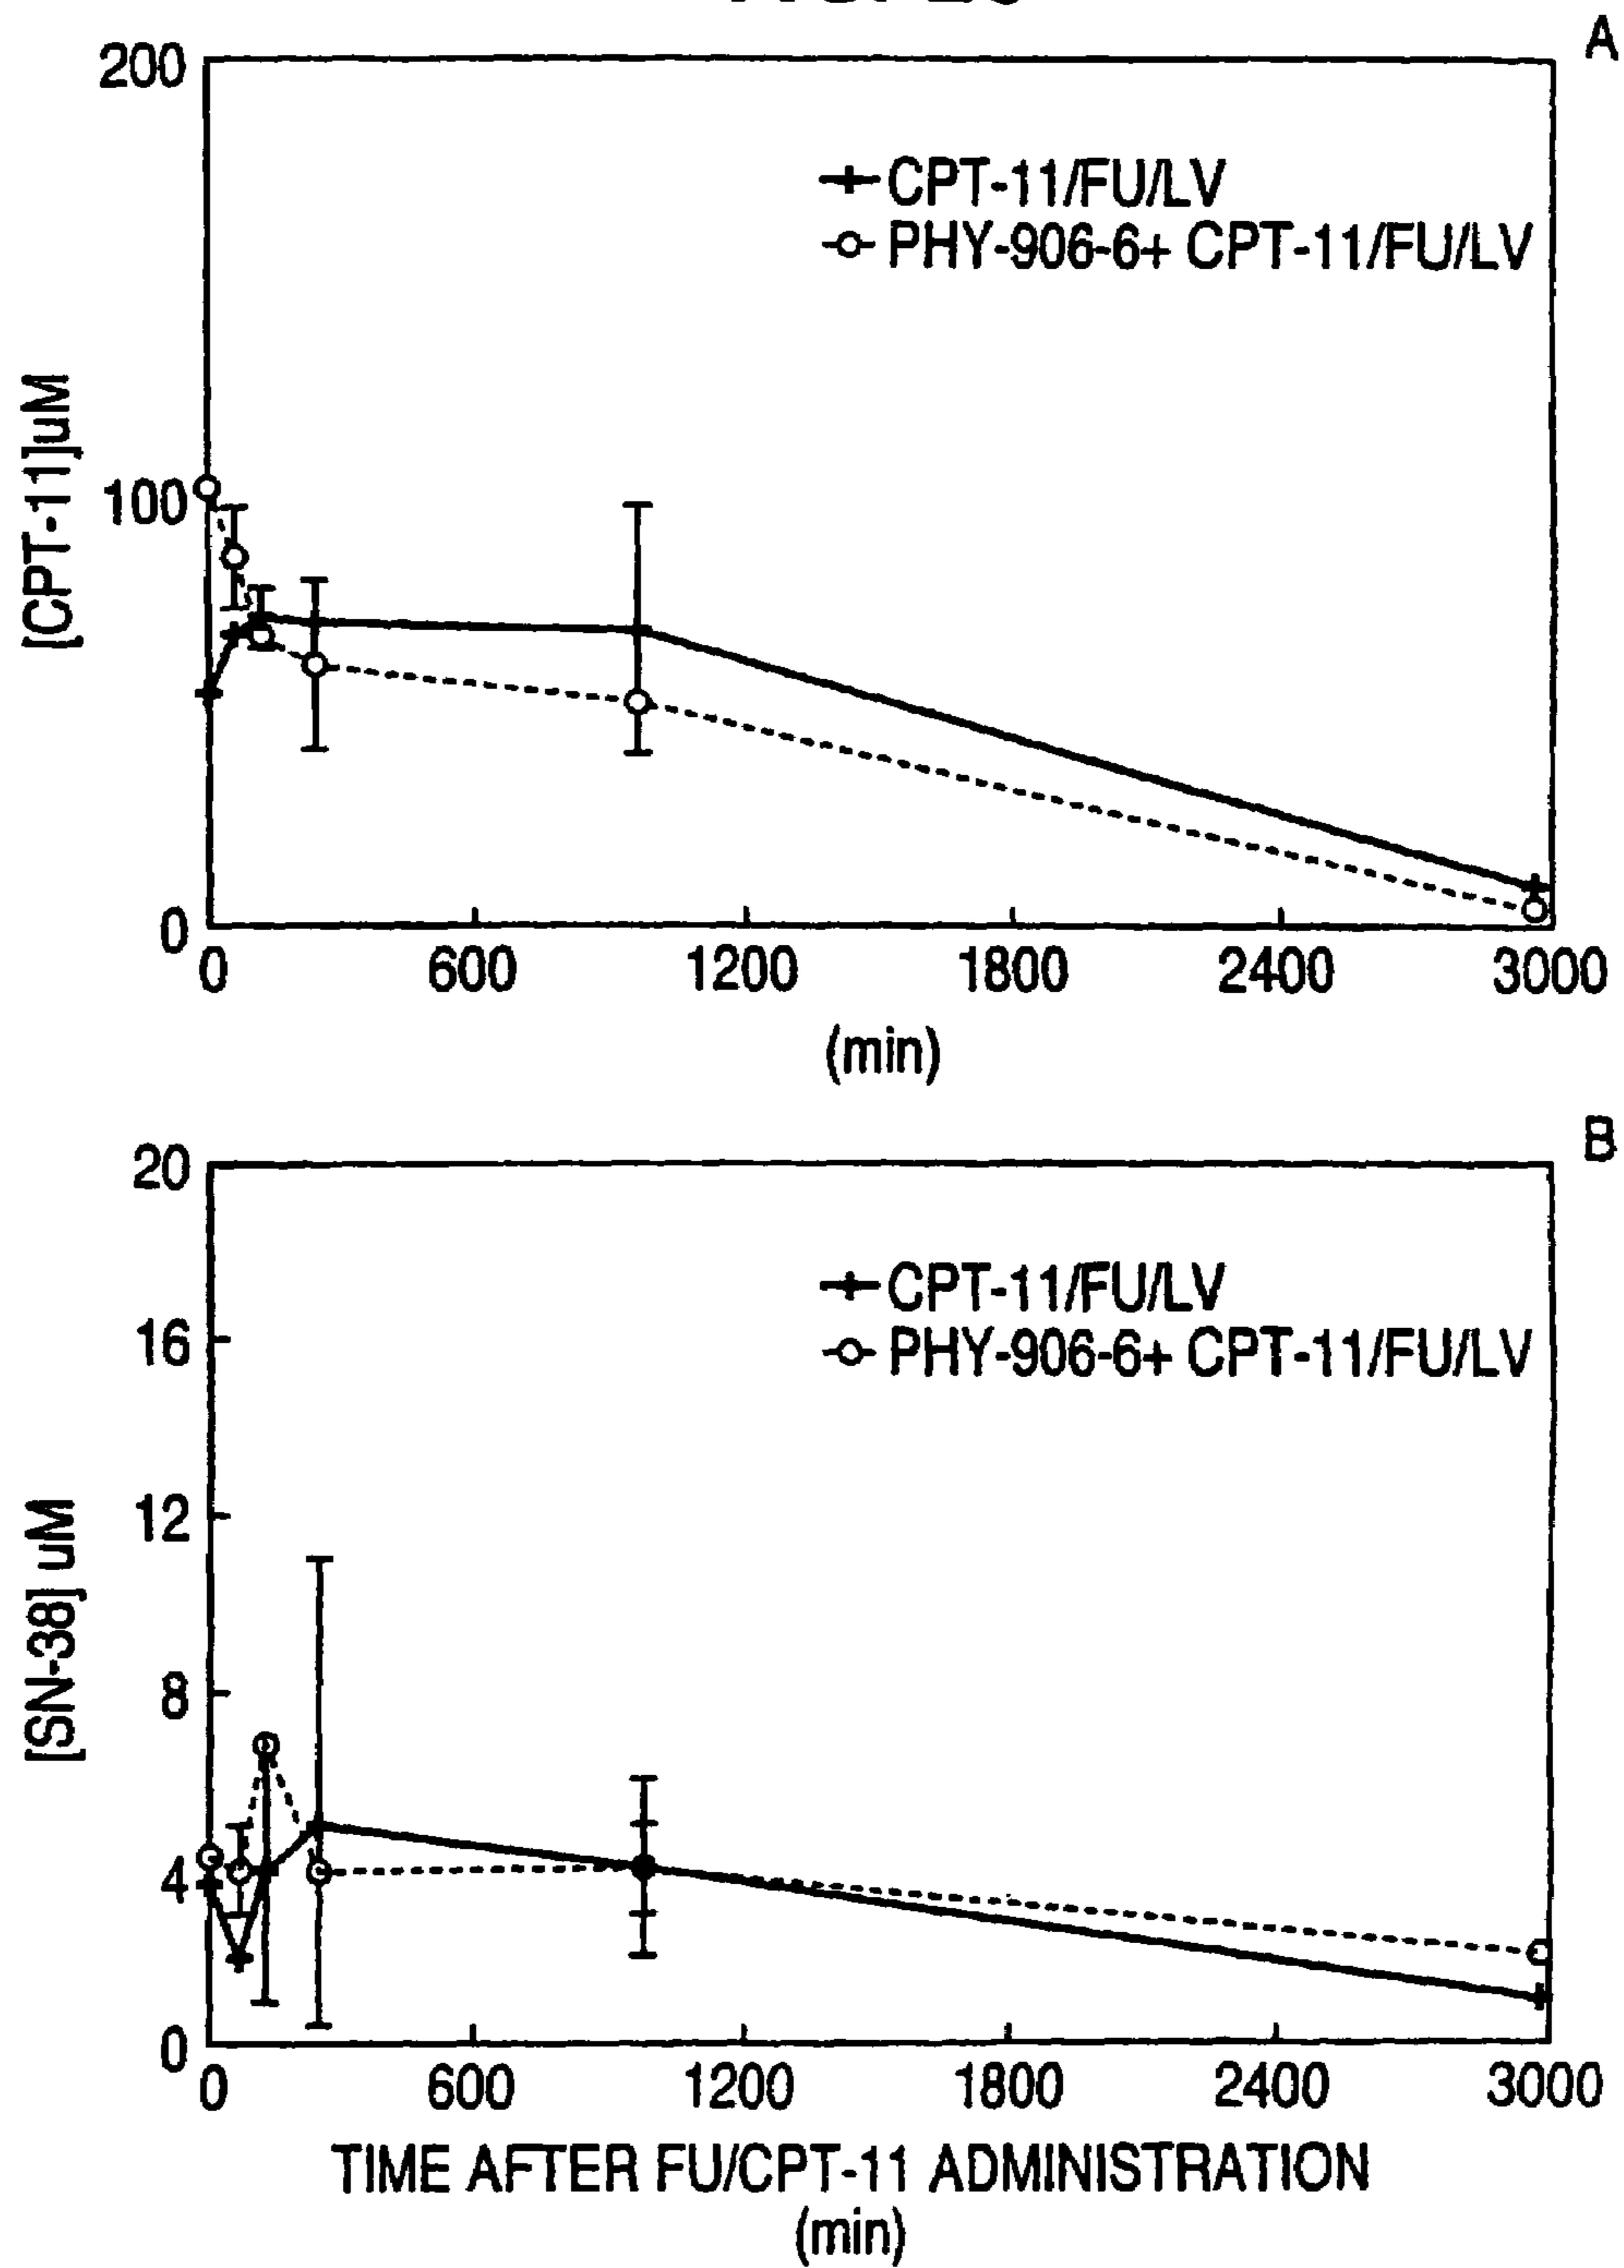 A
200
CPT-11/FU/LV
PHY-906-6+ CPT-11/FU/LV
[CPT-11]uM
100
0
0 600 1200 1800 2400 3000
(min)
B
20
CPT-11/FU/LV
PHY-906-6+ CPT-11/FU/LV
16
12
[SN-38] uM
8
4
0
0 600 1200 1800 2400 3000
TIME AFTER FU/CPT-11 ADMINISTRATION
(min)